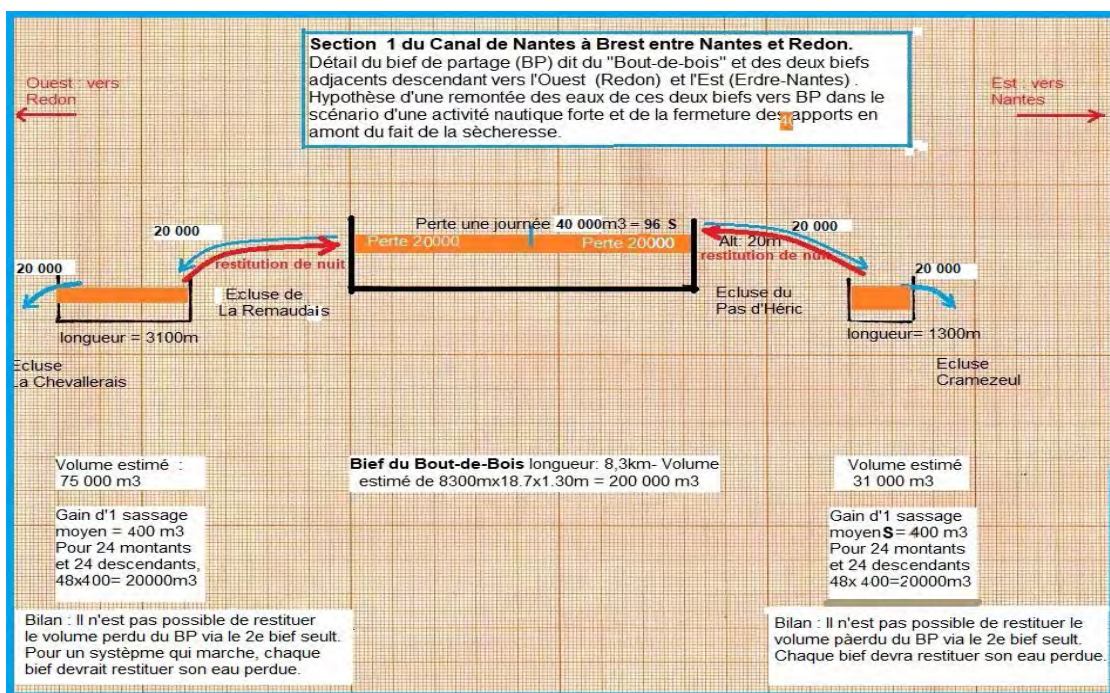 Section 1 du Canal de Nantes à Brest entre Nantes et Redon.
Détail du bief de partage (BP) dit du "Bout-de-bois" et des deux biefs
adjacents descendant vers l'Ouest (Redon) et l'Est (Erdre-Nantes) .
Hypothèse d'une remontée des eaux de ces deux biefs vers BP dans le
scénario d'une activité nautique forte et de la fermeture des apports en
amont du fait de la sècheresse.
Ouest : vers
Redon
Est : vers
Nantes
20 000
Perte une journée 40 000m3 = 96 S
20 000
Perte 20000
Perte 20000
Alt: 20m
restitution de nuit
restitution de nuit
20 000
20 000
Ecluse de
La Remaudais
Ecluse du
Pas d'Héric
longueur = 3100m
longueur= 1300m
Ecluse
La Chevallerais
Ecluse
Cramezeul
Volume estimé :
75 000 m3
Bief du Bout-de-Bois longueur: 8,3km- Volume
estimé de 8300mx18.7x1.30m = 200 000 m3
Volume estimé
31 000 m3
Gain d'1 sassage
moyen = 400 m3
Pour 24 montants
et 24 descendants,
48x400= 20000m3
Gain d'1 sassage
moyenS = 400 m3
Pour 24 montants
et 24 descendants
48x 400=20000m3
Bilan : Il n'est pas possible de restituer
le volume perdu du BP via le 2e bief seult.
Pour un systèpme qui marche, chaque
bief devrait restituer son eau perdue.
Bilan : Il n'est pas possible de restituer le
volume pàerdu du BP via le 2e bief seult.
Chaque bief devra restituer son eau perdue.